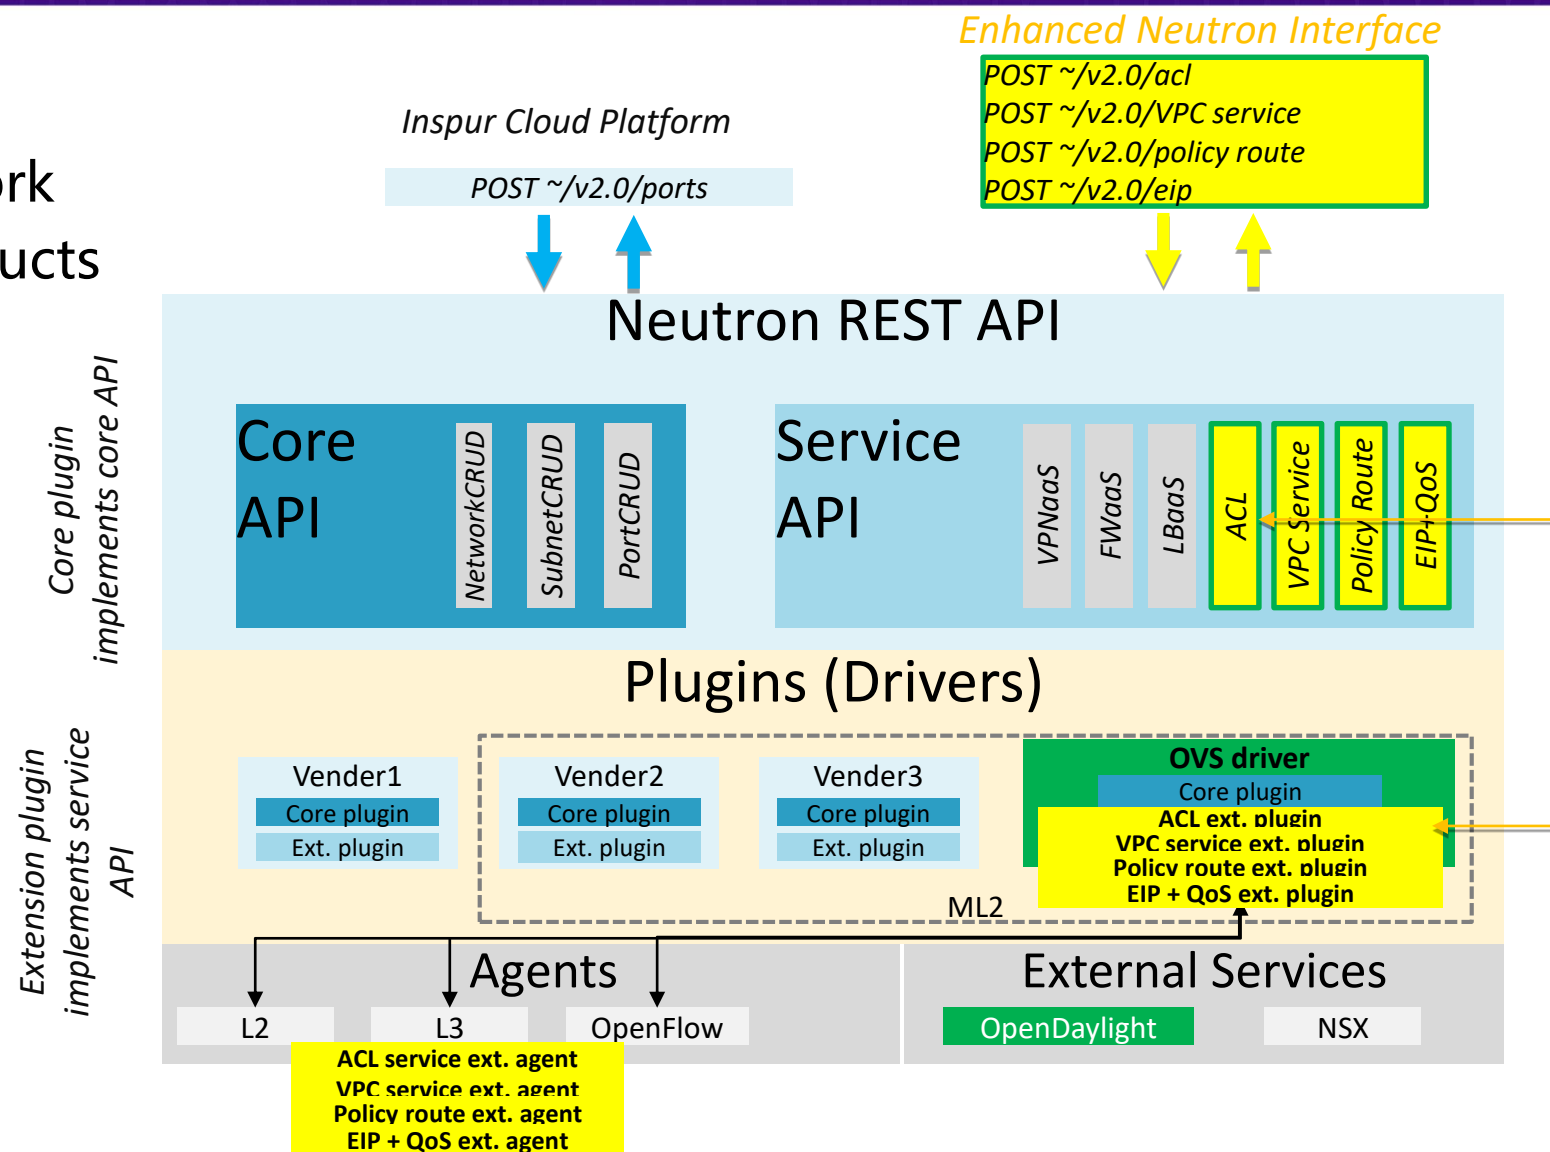 Enhanced Neutron Interface
POST ~/v2.0/acl
POST ~/v2.0/VPC service
POST ~/v2.0/policy route
POST ~/v2.0/eip
Inspur Cloud Platform
POST ~/v2.0/ports
ork
ucts
Neutron REST API
Core plugin
implements core API
Core
API
NetworkCRUD
SubnetCRUD
PortCRUD
Service
API
VPNaaS
FWaaS
LBaaS
ACL
VPC Service
Policy Route
EIP+QoS
Plugins (Drivers)
Extension plugin
implements service
API
Vender1
Core plugin
Ext. plugin
Vender2
Core plugin
Ext. plugin
Vender3
Core plugin
Ext. plugin
OVS driver
Core plugin
ACL ext. plugin
VPC service ext. plugin
Policy route ext. plugin
EIP + QoS ext. plugin
ML2
Agents
L2
L3
OpenFlow
ACL service ext. agent
VPC service ext. agent
Policy route ext. agent
EIP + QoS ext. agent
External Services
OpenDaylight
NSX